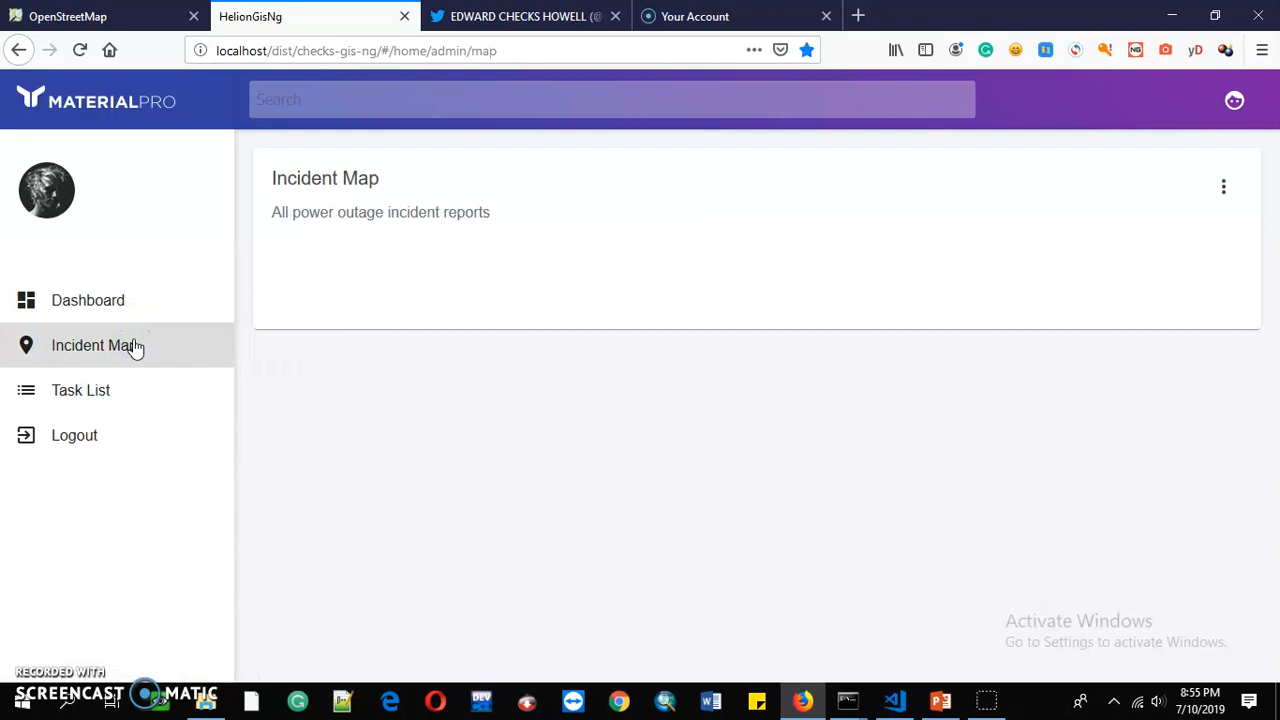 OpenStreetMap
HelionGisNg
EDWARD CHECKS HOWELL (@
Your Account
localhost/dist/checks-gis-ng/#/home/admin/map
MATERIALPRO
Search
Incident Map
All power outage incident reports
Dashboard
Incident Map
Task List
Logout
Activate Windows
Go to Settings to activate Windows.
RECORDED WITH
SCREENCAST MATIC
8:55 PM
7/10/2019